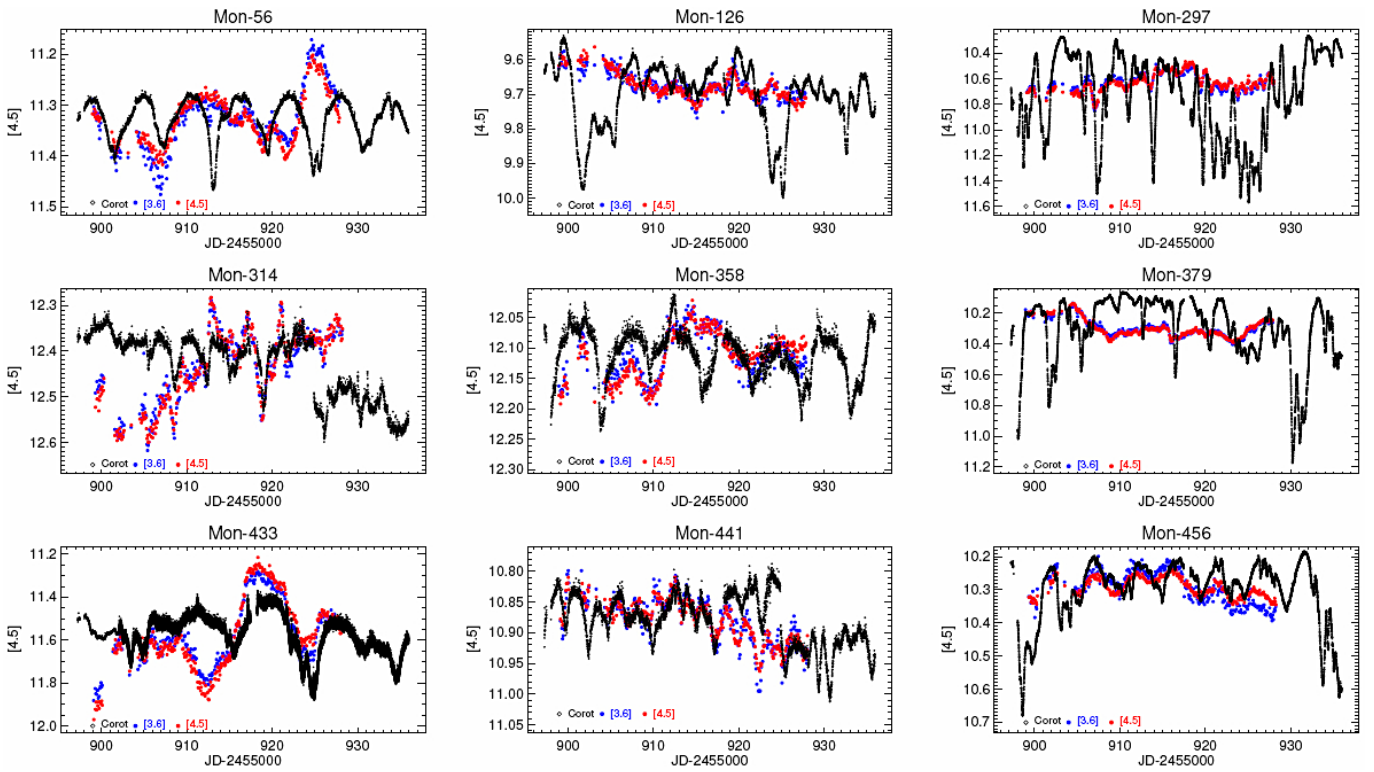 Mon-56
11.2
11.3
11.4
11.5
[4.5]
Corot [3.6] [4.5]
900 910 920 930
JD-2455000
Mon-126
9.6
9.7
9.8
9.9
10.0
[4.5]
Corot [3.6] [4.5]
900 910 920 930
JD-2455000
Mon-297
10.4
10.6
10.8
11.0
11.2
11.4
11.6
[4.5]
Corot [3.6] [4.5]
900 910 920 930
JD-2455000
Mon-314
12.3
12.4
12.5
12.6
[4.5]
Corot [3.6] [4.5]
900 910 920 930
JD-2455000
Mon-358
12.05
12.10
12.15
12.20
12.25
12.30
[4.5]
Corot [3.6] [4.5]
900 910 920 930
JD-2455000
Mon-379
10.2
10.4
10.6
10.8
11.0
11.2
[4.5]
Corot [3.6] [4.5]
900 910 920 930
JD-2455000
Mon-433
11.2
11.4
11.6
11.8
12.0
[4.5]
Corot [3.6] [4.5]
900 910 920 930
JD-2455000
Mon-441
10.80
10.85
10.90
10.95
11.00
11.05
[4.5]
Corot [3.6] [4.5]
900 910 920 930
JD-2455000
Mon-456
10.2
10.3
10.4
10.5
10.6
10.7
[4.5]
Corot [3.6] [4.5]
900 910 920 930
JD-2455000